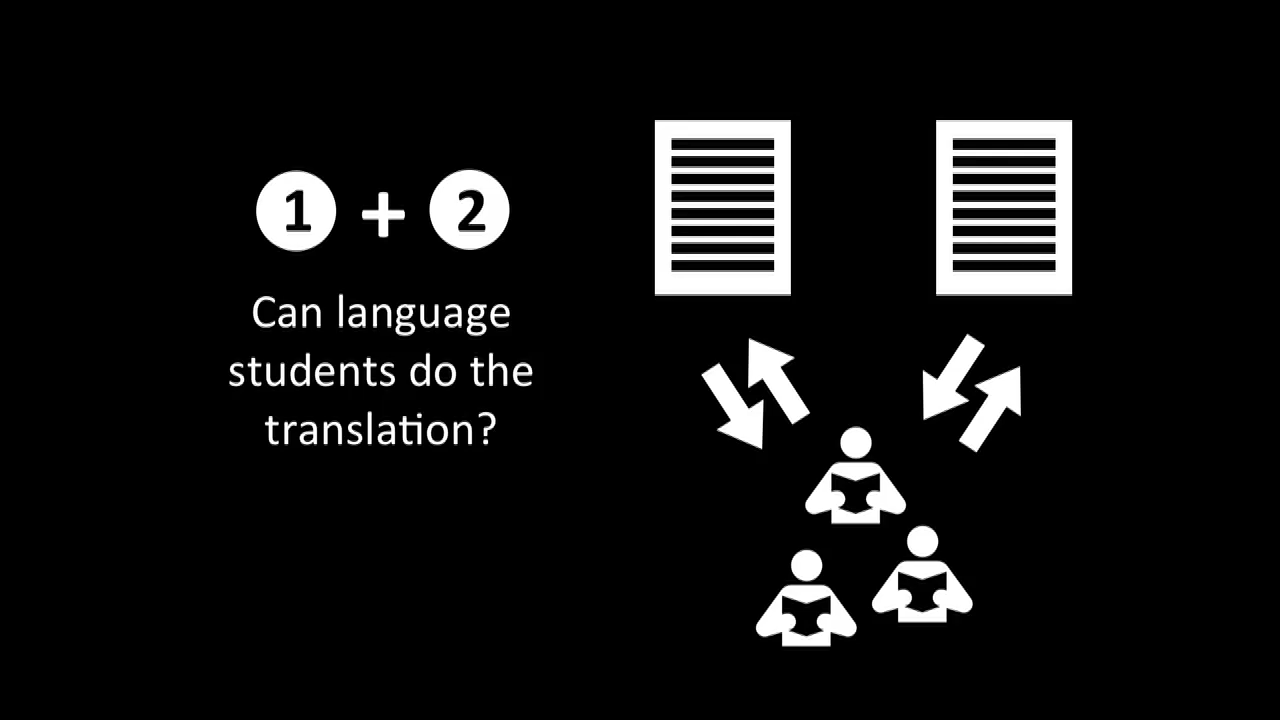 1 + 2
Can language
students do the
translation?